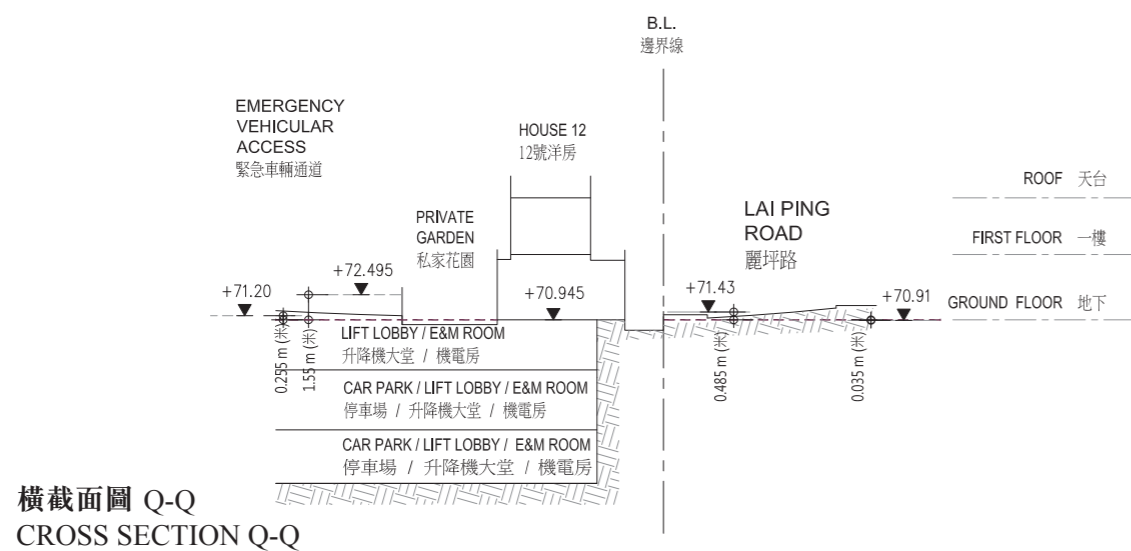 B.L.
邊界線
EMERGENCY
VEHICULAR
ACCESS
緊急車輛通道
HOUSE 12
12號洋房
PRIVATE
GARDEN
私家花園
LAI PING
ROAD
麗坪路
ROOF 天台
FIRST FLOOR 一樓
GROUND FLOOR 地下
+71.20
+72.495
+70.945
+71.43
+70.91
0.255 m (米)
1.55 m (米)
0.485 m (米)
0.035 m (米)
LIFT LOBBY / E&M ROOM
升降機大堂 / 機電房
CAR PARK / LIFT LOBBY / E&M ROOM
停車場 / 升降機大堂 / 機電房
CAR PARK / LIFT LOBBY / E&M ROOM
停車場 / 升降機大堂 / 機電房
橫截面圖 Q-Q
CROSS SECTION Q-Q